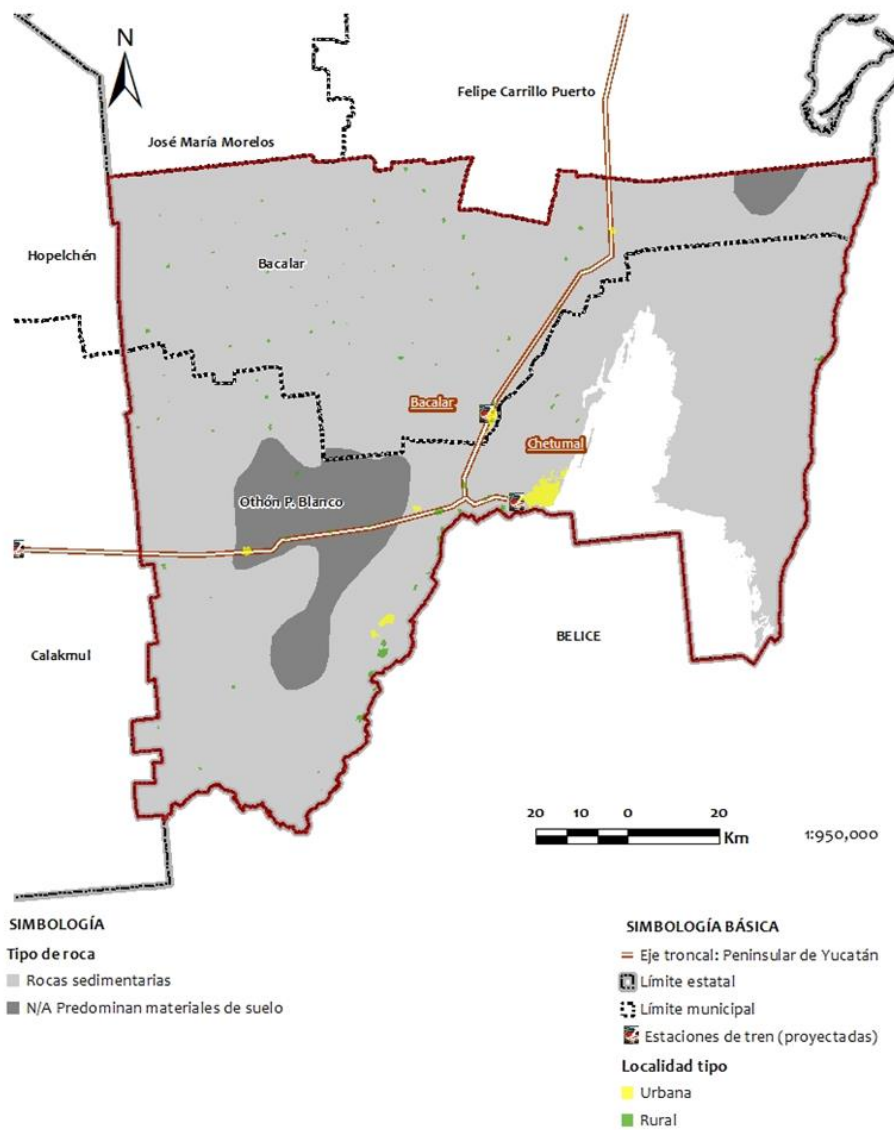 N
Felipe Carrillo Puerto
José María Morelos
Hopelchén
Bacalar
Bacalar
Chetumal
Othón P. Blanco
Calakmul
BELICE
20 10 0 20
Km
1:950,000
SIMBOLOGÍA
Tipo de roca
Rocas sedimentarias
N/A Predominan materiales de suelo
SIMBOLOGÍA BÁSICA
Eje troncal: Peninsular de Yucatán
Límite estatal
Límite municipal
Estaciones de tren (proyectadas)
Localidad tipo
Urbana
Rural